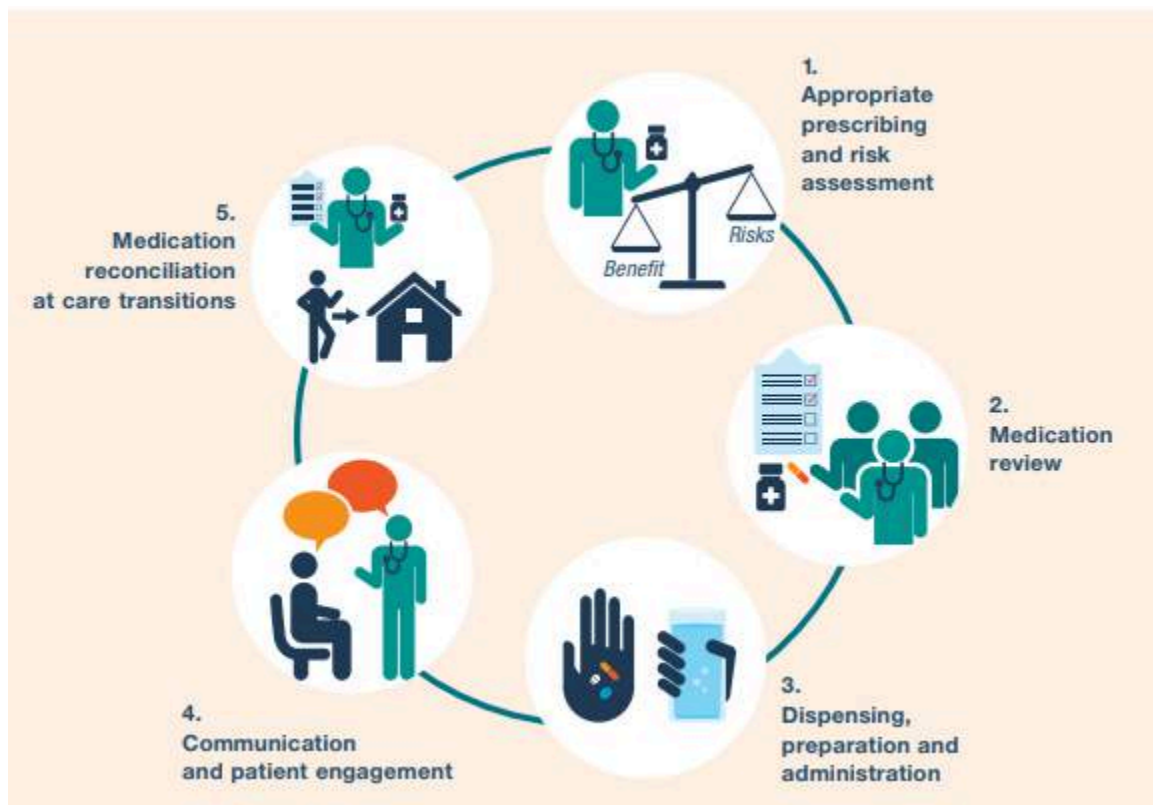 1.
Appropriate
prescribing
and risk
assessment
Risks
Benefit
2.
Medication
review
3.
Dispensing,
preparation and
administration
4.
Communication
and patient engagement
5.
Medication
reconciliation
at care transitions